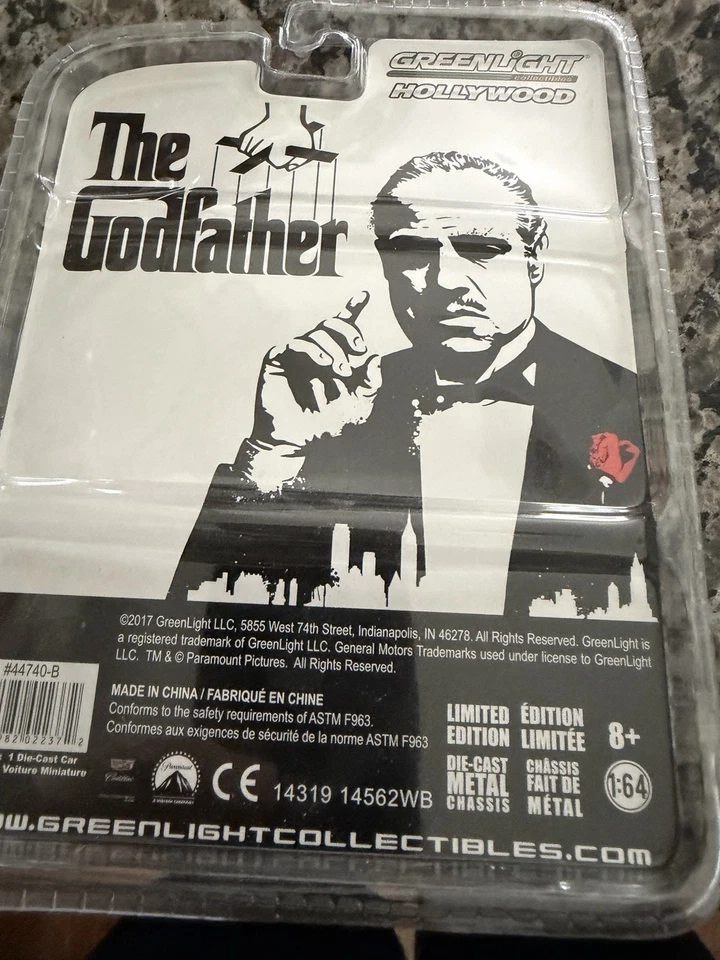 GREENLiGHT
collectibles
HOLLYWOOD
The
Godfather
©2017 GreenLight LLC, 5855 West 74th Street, Indianapolis, IN 46278. All Rights Reserved. GreenLight is
a registered trademark of GreenLight LLC. General Motors Trademarks used under license to GreenLight
LLC. TM & © Paramount Pictures. All Rights Reserved.
#44740-B
82022372
1 Die-Cast Car
Voiture Miniature
MADE IN CHINA / FABRIQUÉ EN CHINE
Conforms to the safety requirements of ASTM F963.
Conformes aux exigences de sécurité de la norme ASTM F963
Cadillac
Paramount
CE
14319 14562WB
LIMITED EDITION
ÉDITION LIMITÉE
8+
DIE-CAST METAL CHASSIS
CHÂSSIS FAIT DE MÉTAL
1:64
W.GREENLIGHTCOLLECTIBLES.COM